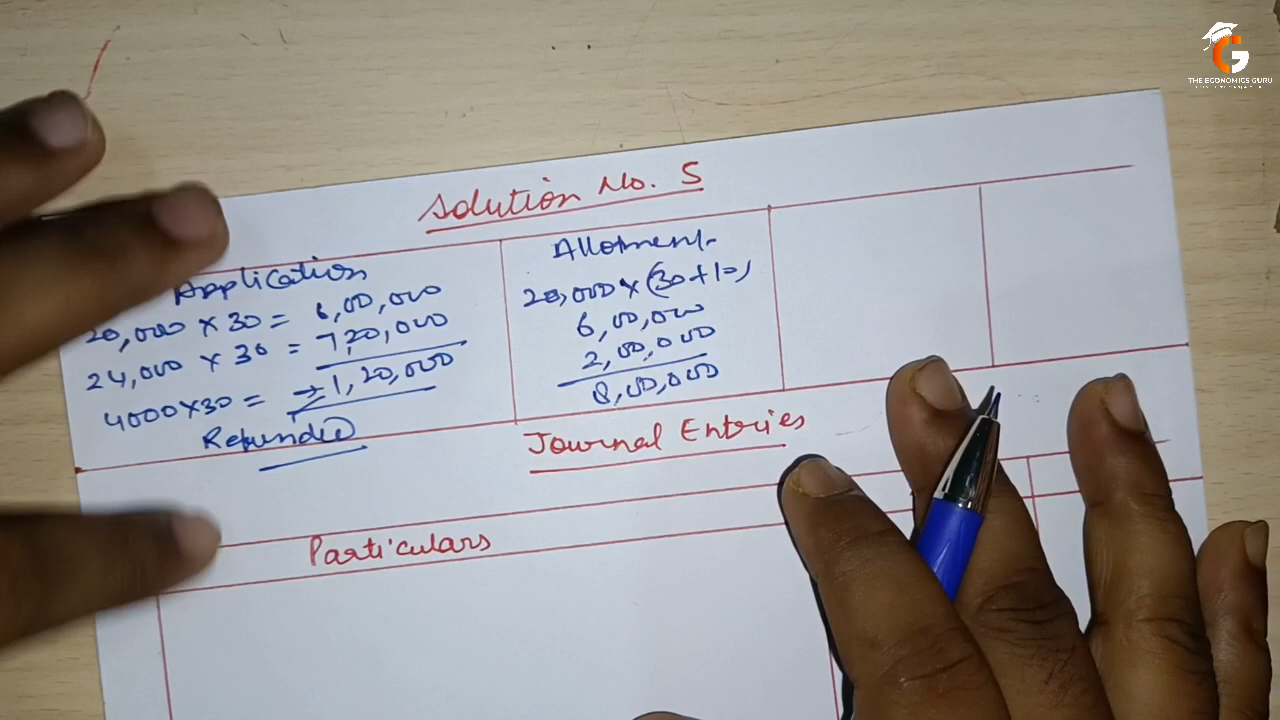 THE ECONOMICS GURU
Solution No. 5
Application
20,000 × 30 = 6,00,000
24,000 × 30 = 7,20,000
4000×30 = ⇒ 1,20,000
Refunded
Allotment
20,000 × (30+10)
6,00,000
2,00,000
8,00,000
Journal Entries
Particulars